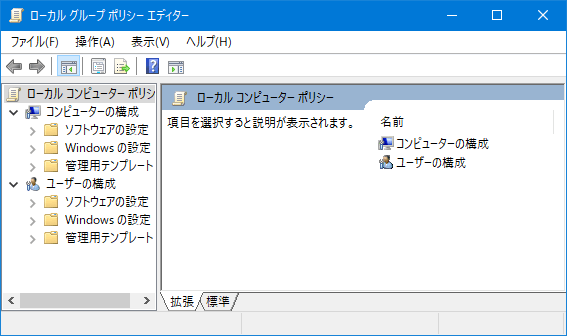 ローカル グループ ポリシー エディター
ファイル(F) 操作(A) 表示(V) ヘルプ(H)
ローカル コンピューター ポリシ
コンピューターの構成
ソフトウェアの設定
Windows の設定
管理用テンプレート
ユーザーの構成
ソフトウェアの設定
Windows の設定
管理用テンプレート
ローカル コンピューター ポリシー
項目を選択すると説明が表示されます。
名前
コンピューターの構成
ユーザーの構成
拡張 標準